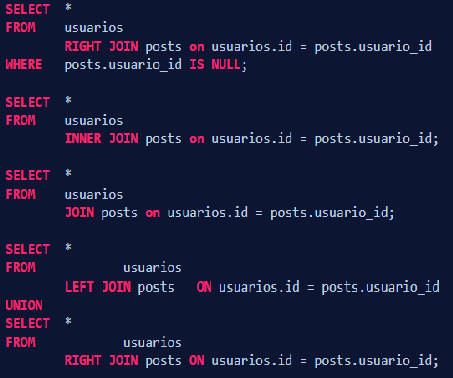 SELECT *
FROM usuarios
RIGHT JOIN posts on usuarios.id = posts.usuario_id
WHERE posts.usuario_id IS NULL;
SELECT *
FROM usuarios
INNER JOIN posts on usuarios.id = posts.usuario_id;
SELECT *
FROM usuarios
JOIN posts on usuarios.id = posts.usuario_id;
SELECT *
FROM usuarios
LEFT JOIN posts ON usuarios.id = posts.usuario_id
UNION
SELECT *
FROM usuarios
RIGHT JOIN posts ON usuarios.id = posts.usuario_id;